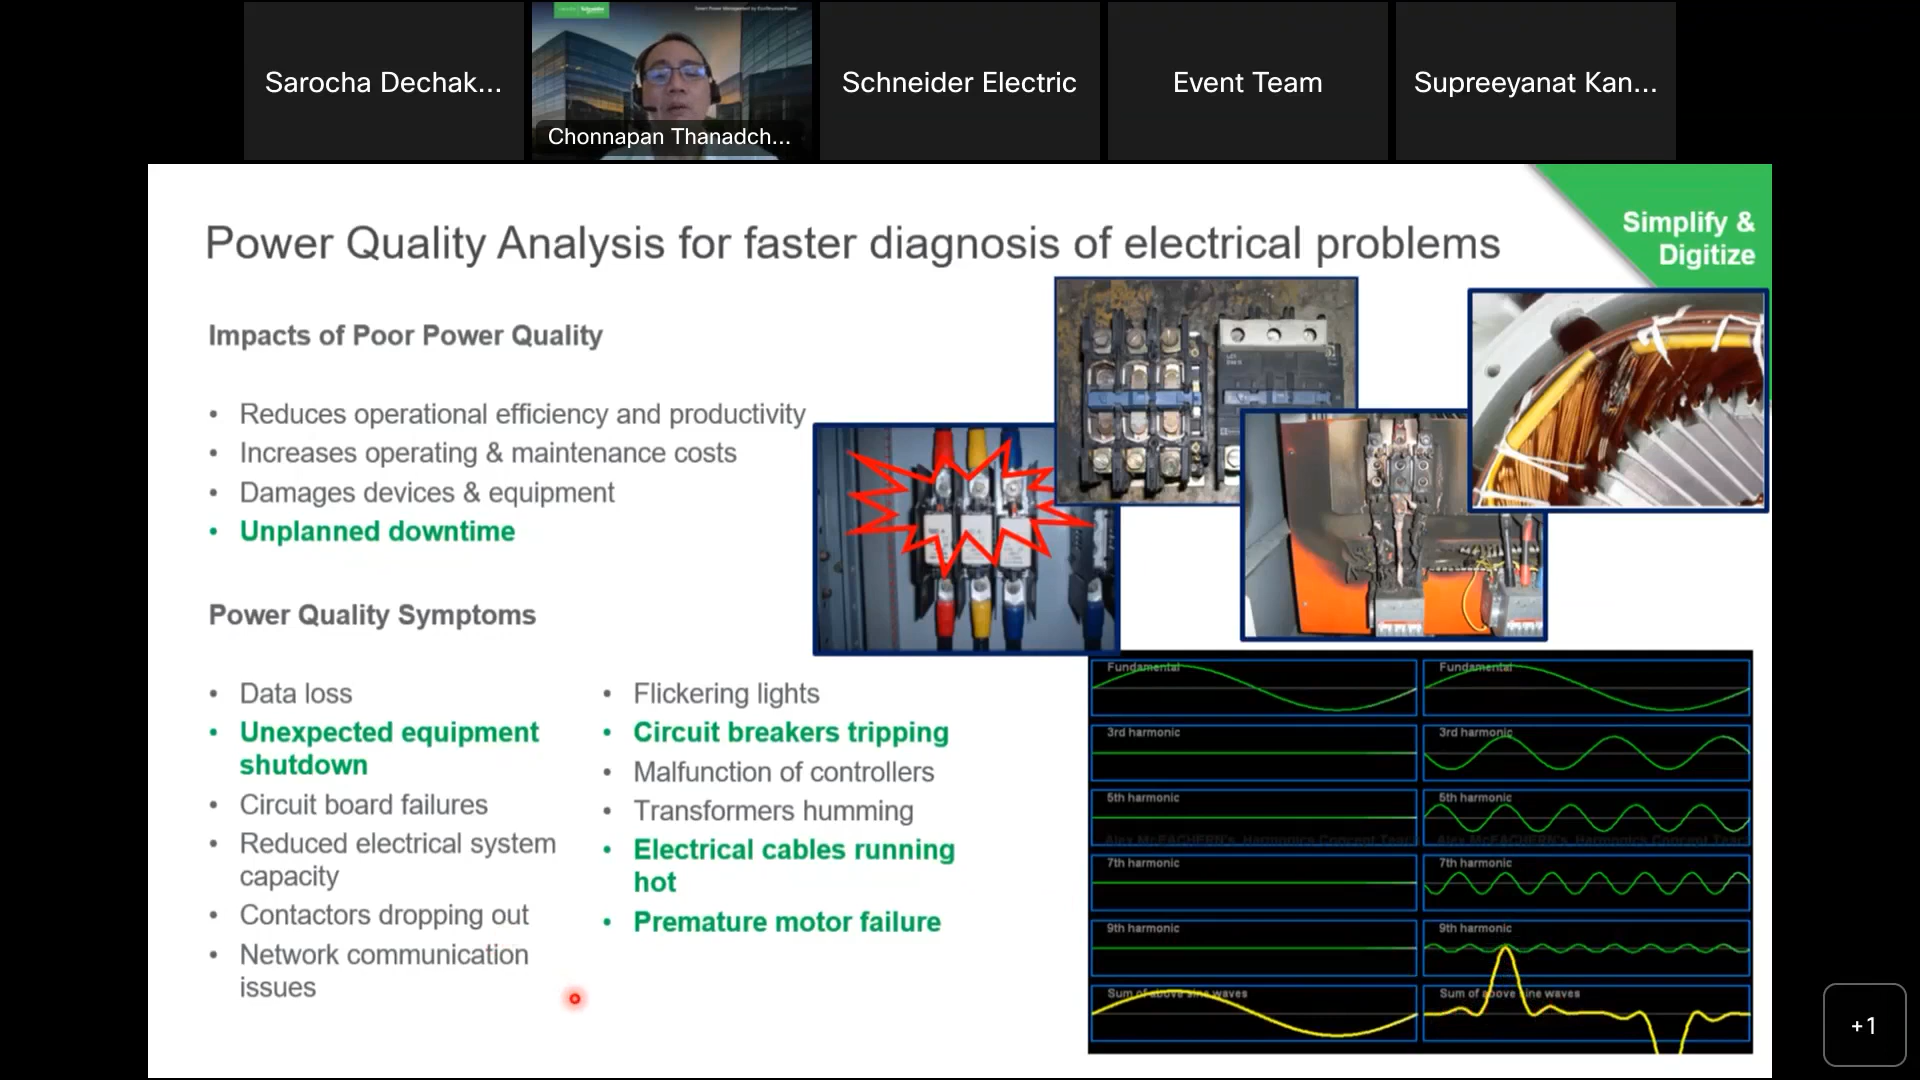 Sarocha Dechak...
Chonnapan Thanadch...
Schneider Electric
Event Team
Supreeyanat Kan...
Simplify &
Digitize
Power Quality Analysis for faster diagnosis of electrical problems
Impacts of Poor Power Quality
• Reduces operational efficiency and productivity
• Increases operating & maintenance costs
• Damages devices & equipment
• Unplanned downtime
Power Quality Symptoms
• Data loss
• Unexpected equipment
shutdown
• Circuit board failures
• Reduced electrical system
capacity
• Contactors dropping out
• Network communication
issues
• Flickering lights
• Circuit breakers tripping
• Malfunction of controllers
• Transformers humming
• Electrical cables running
hot
• Premature motor failure
Fundamental
3rd harmonic
5th harmonic
7th harmonic
9th harmonic
Sum of above sine waves
Fundamental
3rd harmonic
5th harmonic
7th harmonic
9th harmonic
Sum of above sine waves
+1